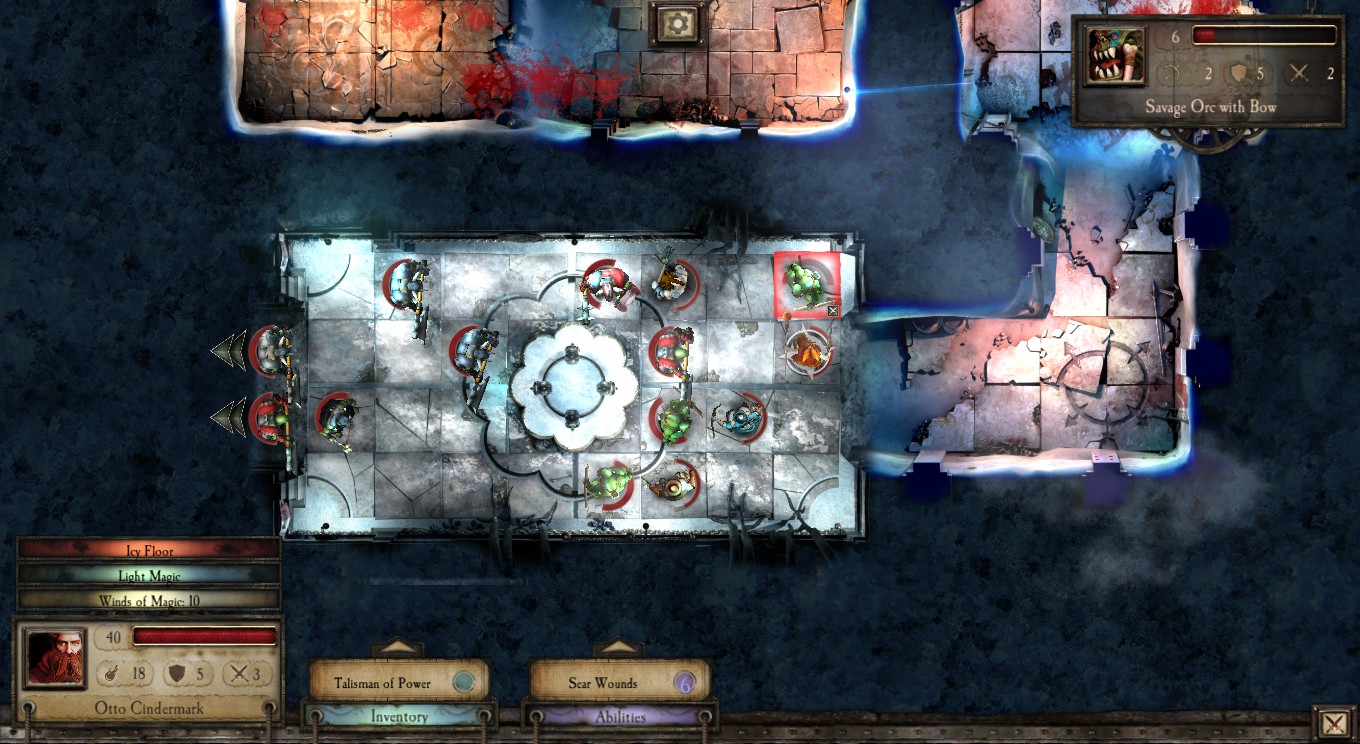 6
2 5 2
Savage Orc with Bow
Icy Floor
Light Magic
Winds of Magic: 10
40
18 5 3
Otto Cindermark
Talisman of Power
Inventory
Sear Wounds 6
Abilities